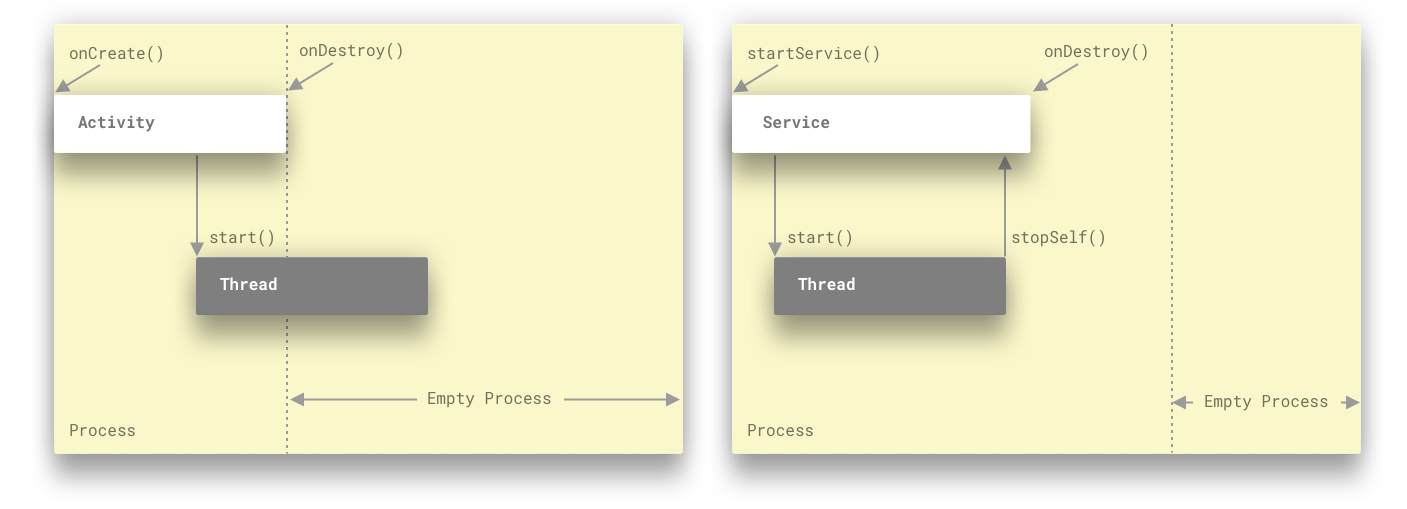 onCreate()
onDestroy()
Activity
start()
Thread
Empty Process
Process
startService()
onDestroy()
Service
start()
stopSelf()
Thread
Empty Process
Process